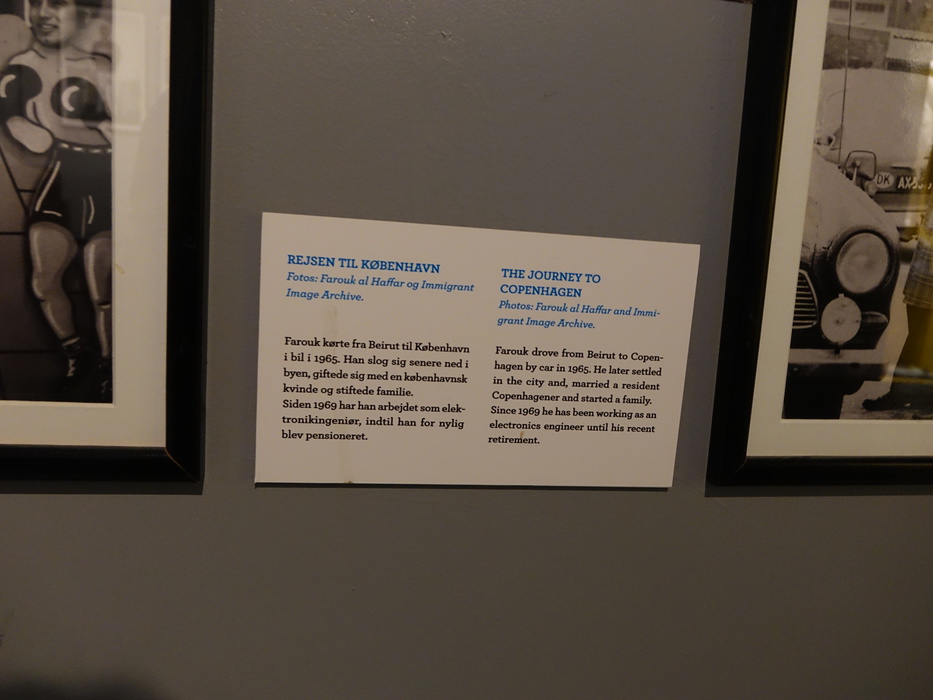 REJSEN TIL KØBENHAVN
Fotos: Farouk al Haffar og Immigrant
Image Archive.
Farouk kørte fra Beirut til København
i bil i 1965. Han slog sig senere ned i
byen, giftede sig med en københavnsk
kvinde og stiftede familie.
Siden 1969 har han arbejdet som elek-
tronikingeniør, indtil han for nylig
blev pensioneret.
THE JOURNEY TO
COPENHAGEN
Photos: Farouk al Haffar and Immi-
grant Image Archive.
Farouk drove from Beirut to Copen-
hagen by car in 1965. He later settled
in the city and, married a resident
Copenhagener and started a family.
Since 1969 he has been working as an
electronics engineer until his recent
retirement.
DK